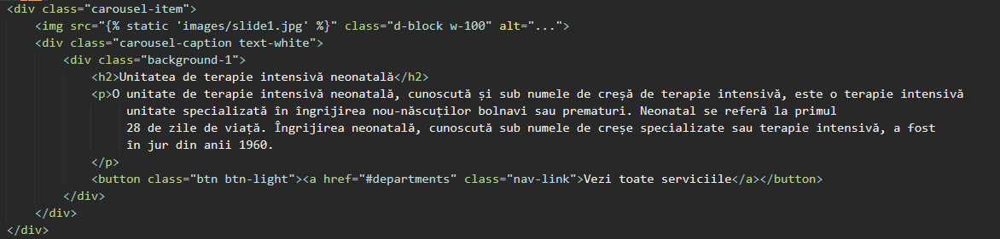 <div class="carousel-item">
<img src="{% static 'images/slide1.jpg' %}" class="d-block w-100" alt="...">
<div class="carousel-caption text-white">
<div class="background-1">
<h2>Unitatea de terapie intensivă neonatală</h2>
<p>O unitate de terapie intensivă neonatală, cunoscută și sub numele de creșă de terapie intensivă, este o terapie intensivă
unitate specializată în îngrijirea nou-născuților bolnavi sau prematuri. Neonatal se referă la primul
28 de zile de viață. Îngrijirea neonatală, cunoscută sub numele de creșe specializate sau terapie intensivă, a fost
în jur din anii 1960.
</p>
<button class="btn btn-light"><a href="#departments" class="nav-link">Vezi toate serviciile</a></button>
</div>
</div>
</div>